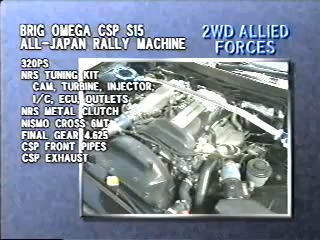 BRIG OMEGA CSP S15
ALL-JAPAN RALLY MACHINE
2WD ALLIED
FORCES
320PS
NRS TUNING KIT
CAM, TURBINE, INJECTOR,
I/C, ECU, OUTLETS
NRS METAL CLUTCH
NISMO CROSS 6MT
FINAL GEAR 4.625
CSP FRONT PIPES
CSP EXHAUST